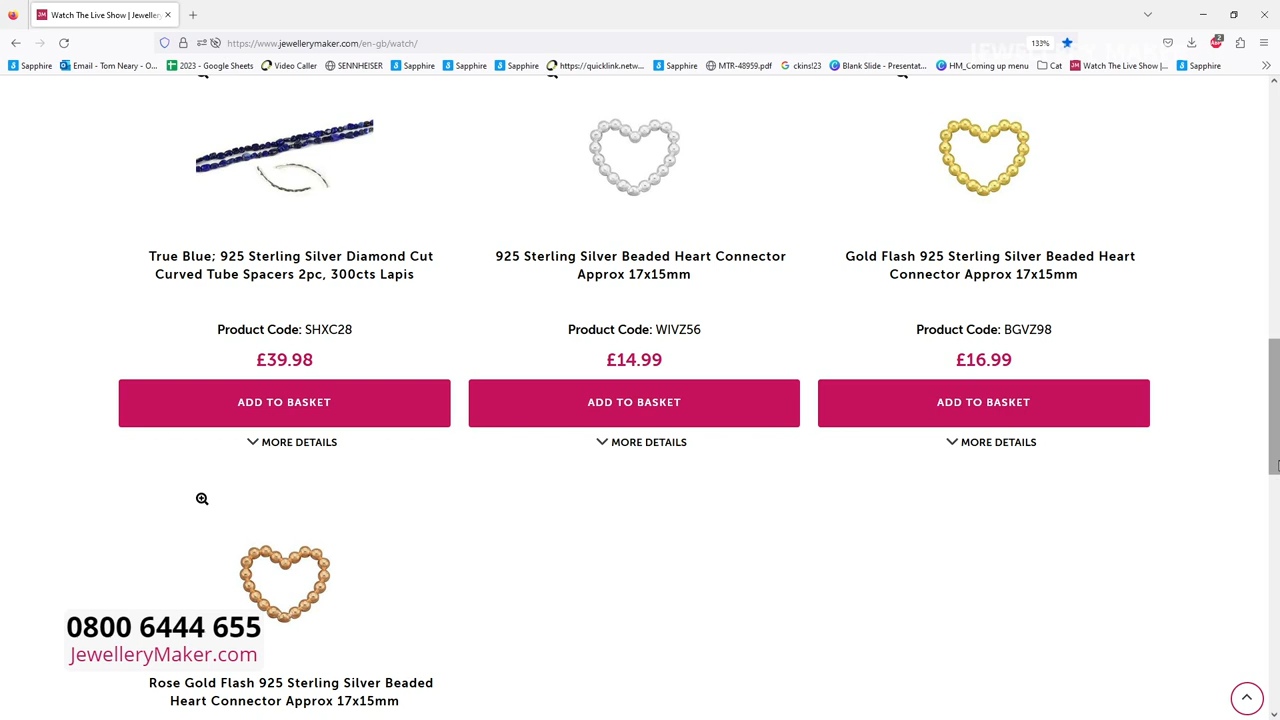 Watch The Live Show | Jeweller
https://www.jewellerymaker.com/en-gb/watch/
133%
JEWELLERY MAKER
Sapphire
Email - Tom Neary - O...
2023 - Google Sheets
Video Caller
SENNHEISER
Sapphire
Sapphire
Sapphire
https://quicklink.netw...
Sapphire
MTR-48959.pdf
ckins!23
Blank Slide - Presentat...
HM_Coming up menu
Cat
Watch The Live Show |...
Sapphire
True Blue; 925 Sterling Silver Diamond Cut
Curved Tube Spacers 2pc, 300cts Lapis
Product Code: SHXC28
£39.98
ADD TO BASKET
MORE DETAILS
925 Sterling Silver Beaded Heart Connector
Approx 17x15mm
Product Code: WIVZ56
£14.99
ADD TO BASKET
MORE DETAILS
Gold Flash 925 Sterling Silver Beaded Heart
Connector Approx 17x15mm
Product Code: BGVZ98
£16.99
ADD TO BASKET
MORE DETAILS
0800 6444 655
JewelleryMaker.com
Rose Gold Flash 925 Sterling Silver Beaded
Heart Connector Approx 17x15mm